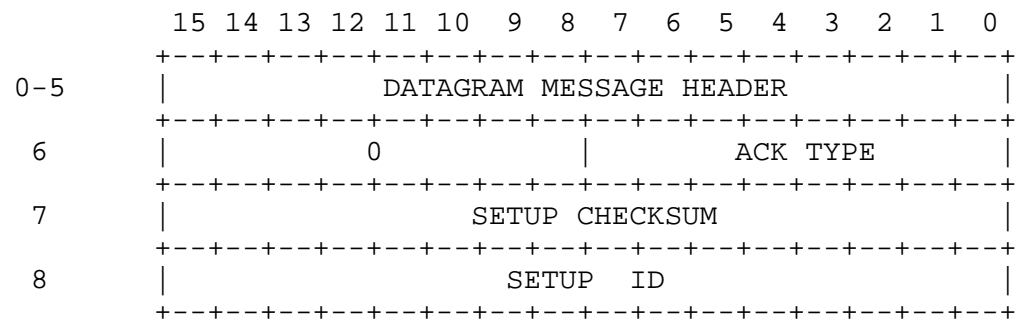 15 14 13 12 11 10 9 8 7 6 5 4 3 2 1 0
+--+--+--+--+--+--+--+--+--+--+--+--+--+--+--+--+
0-5 | DATAGRAM MESSAGE HEADER |
+--+--+--+--+--+--+--+--+--+--+--+--+--+--+--+--+
6 | 0 | ACK TYPE |
+--+--+--+--+--+--+--+--+--+--+--+--+--+--+--+--+
7 | SETUP CHECKSUM |
+--+--+--+--+--+--+--+--+--+--+--+--+--+--+--+--+
8 | SETUP ID |
+--+--+--+--+--+--+--+--+--+--+--+--+--+--+--+--+